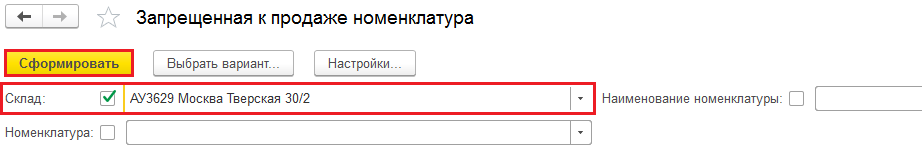 Запрещенная к продаже номенклатура
Сформировать Выбрать вариант... Настройки...
Склад: АУ3629 Москва Тверская 30/2 Наименование номенклатуры:
Номенклатура: